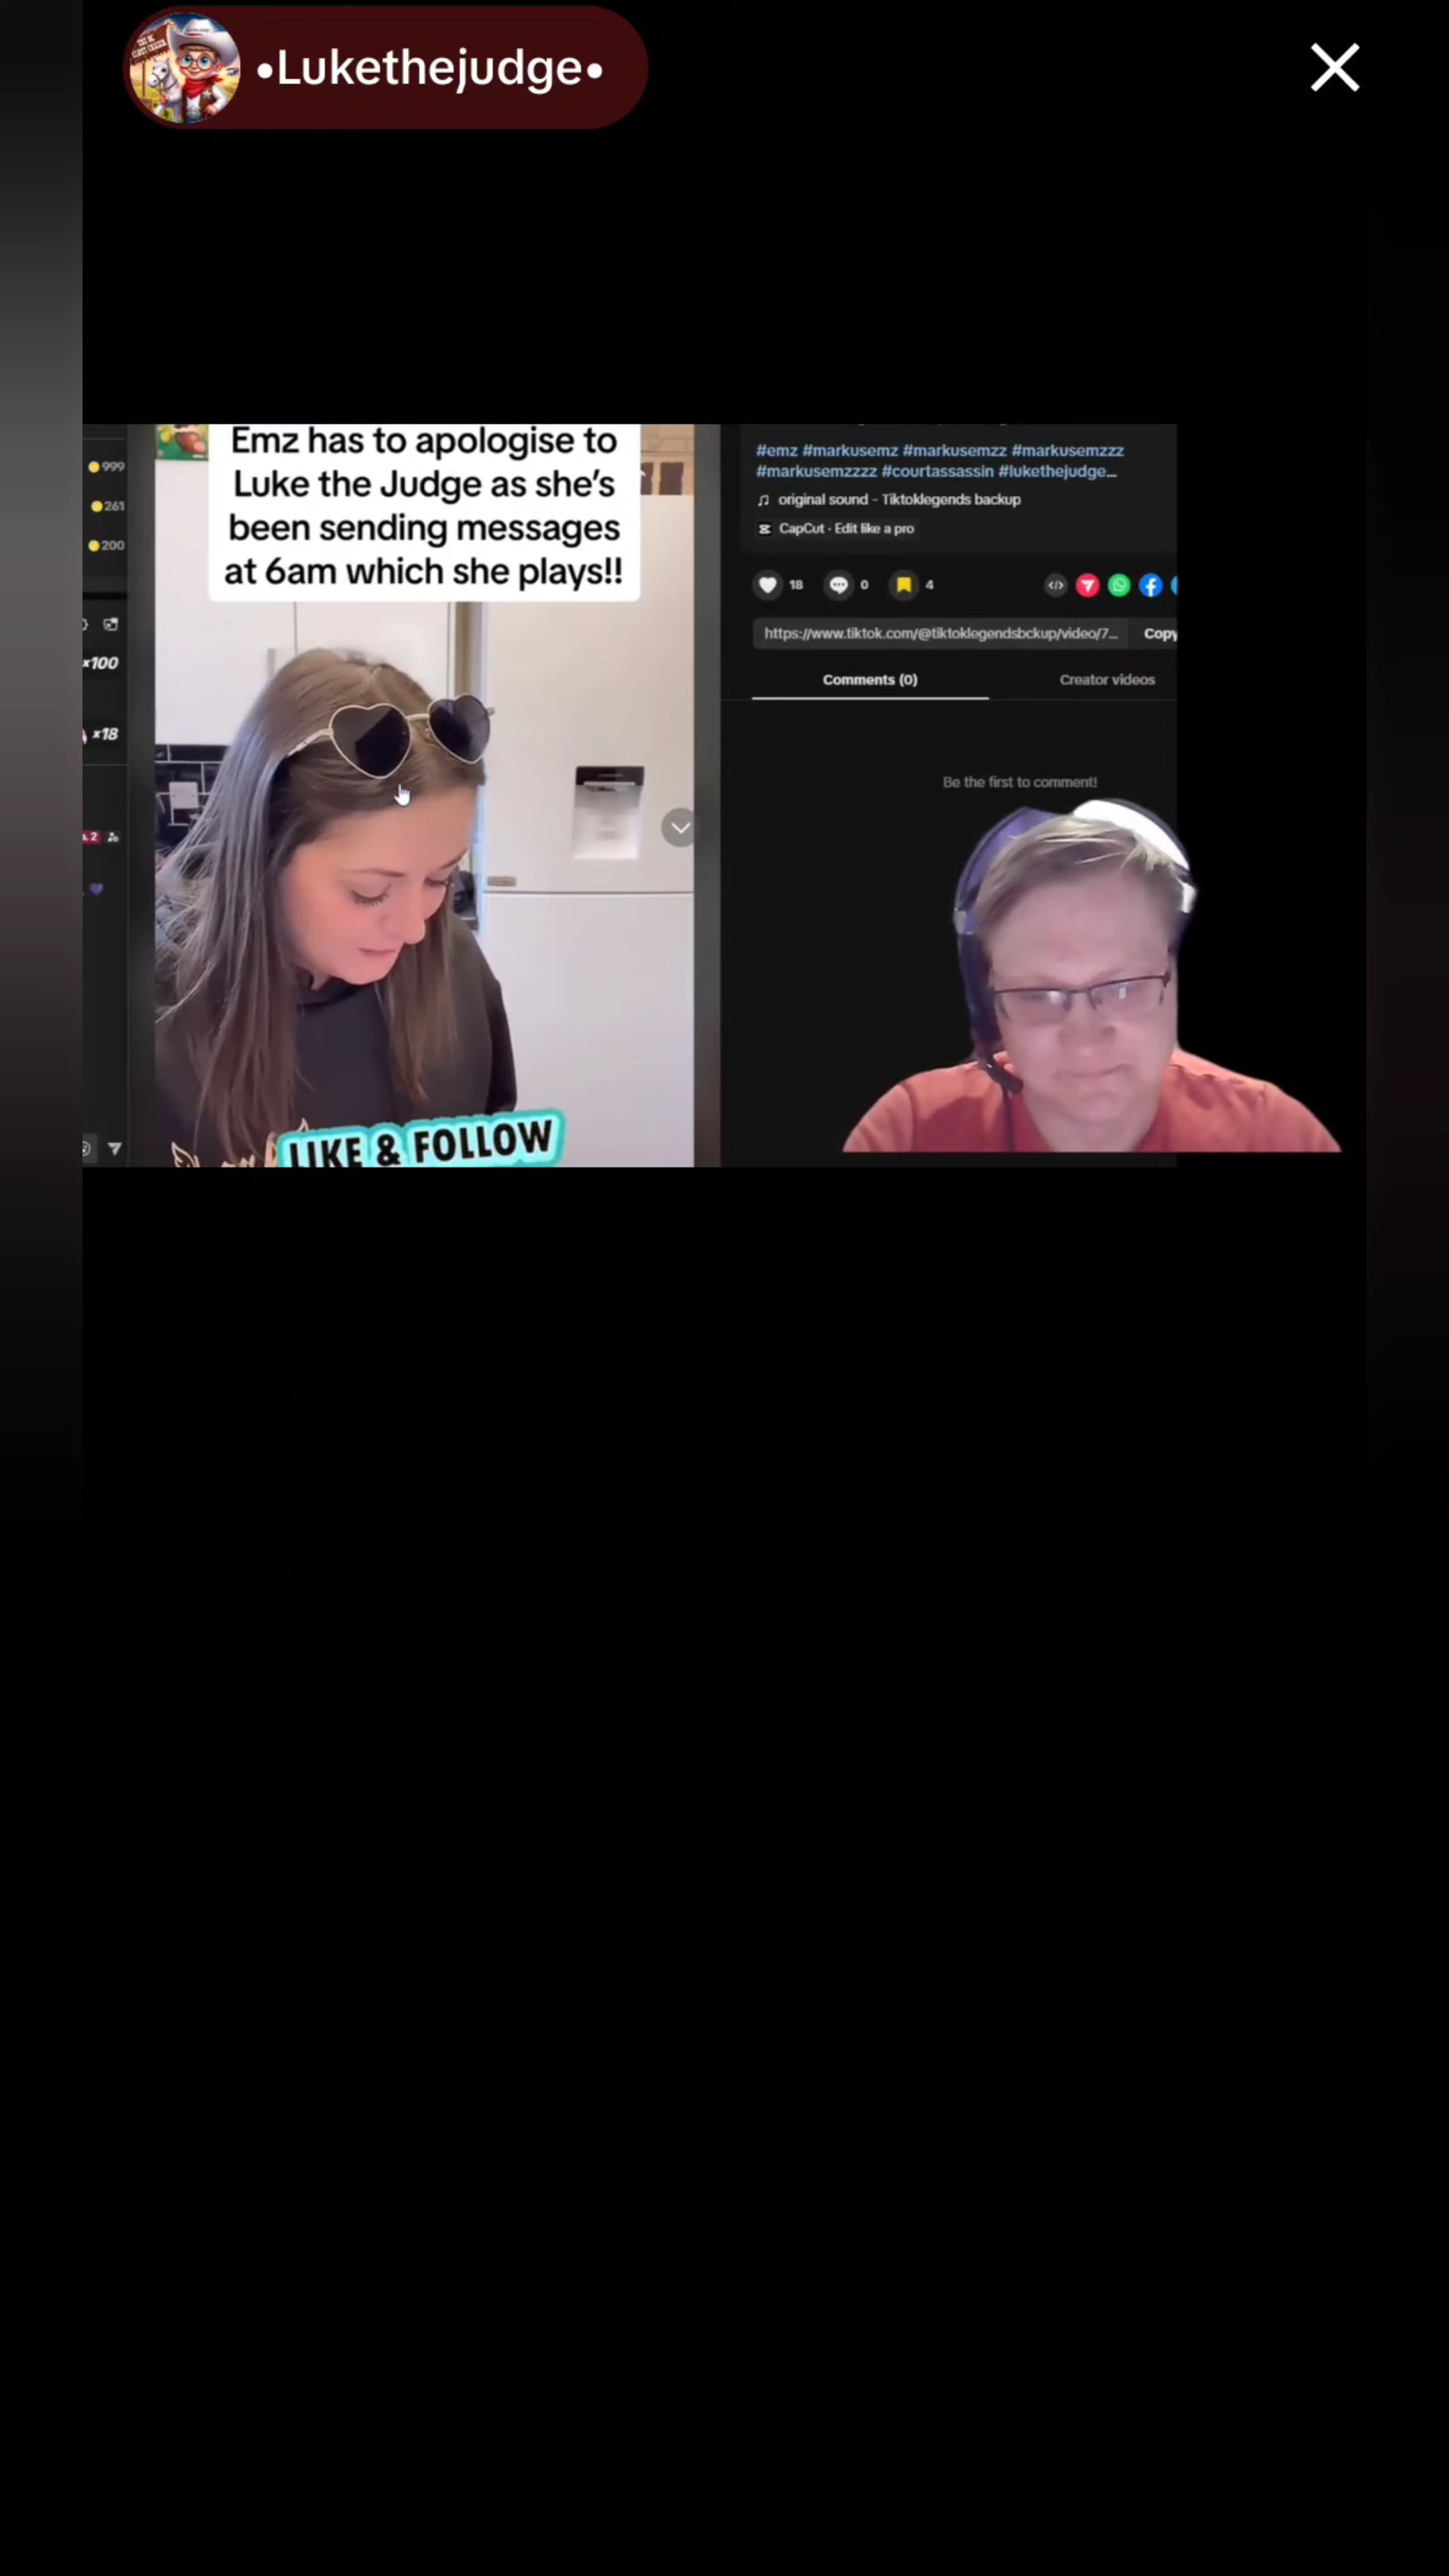 •Lukethejudge•
Emz has to apologise to
Luke the Judge as she’s
been sending messages
at 6am which she plays!!
LIKE & FOLLOW
999
261
200
x100
x18
2
#emz #markusemz #markusemzz #markusemzzz
#markusemzzzz #courtassassin #lukethejudge...
original sound - Tiktoklegends backup
CapCut · Edit like a pro
18 0 4
https://www.tiktok.com/@tiktoklegendsbckup/video/7... Copy
Comments (0) Creator videos
Be the first to comment!